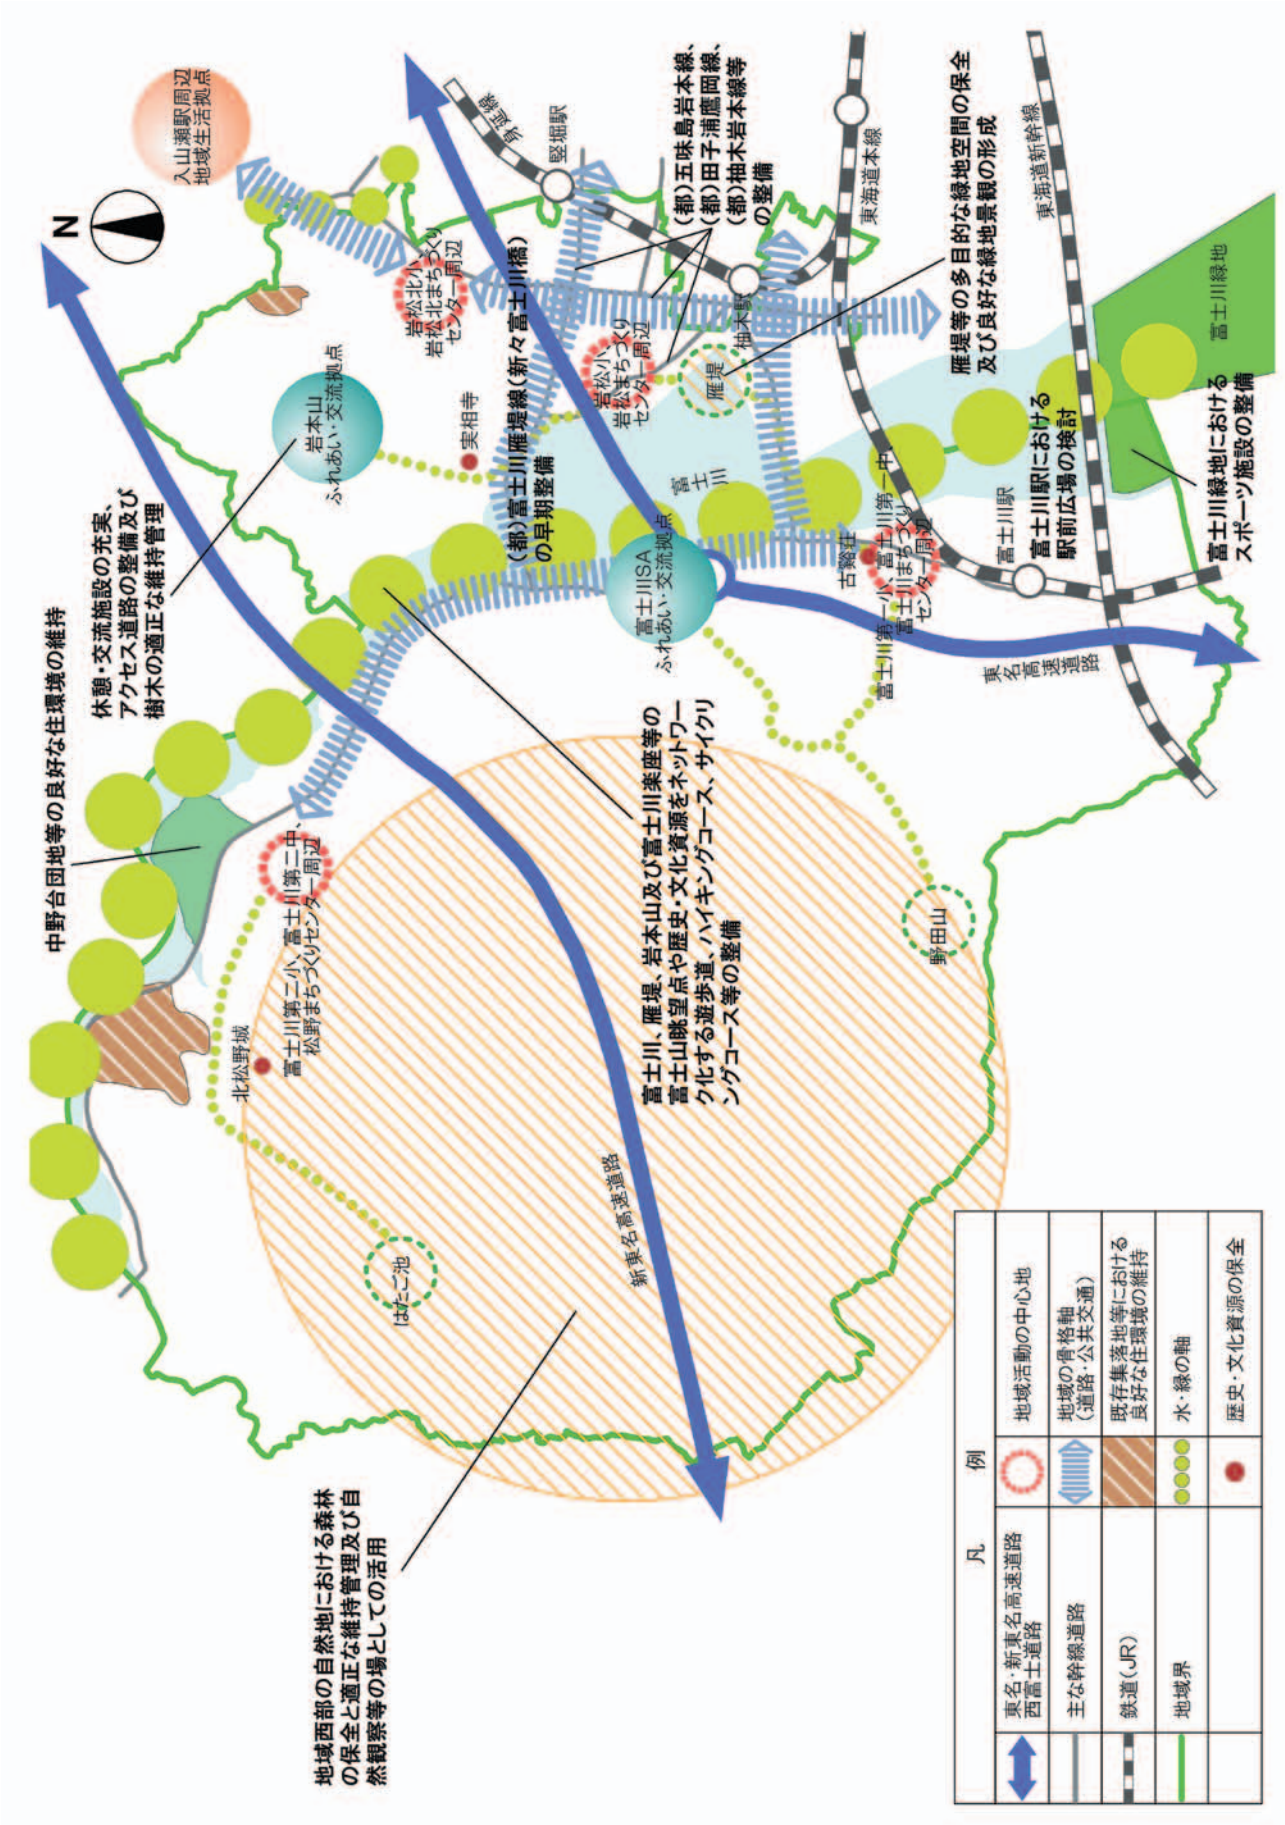 地域西部の自然地における森林
の保全と適正な維持管理及び自
然観察等の場としての活用
中野台団地等の良好な住環境の維持
休憩・交流施設の充実、
アクセス道路の整備及び
樹木の適正な維持管理
N
入山瀬駅周辺
地域生活拠点
岩本山
ふれあい・交流拠点
実相寺
岩松北小、
岩松北まちづくり
センター周辺
身延線
竪堀駅
(都)富士川雁堤線(新々富士川橋)
の早期整備
(都)五味島岩本線、
(都)田子浦鷹岡線、
(都)柚木岩本線等
の整備
岩松小、
岩松まちづくり
センター周辺
雁堤
柚木駅
東海道本線
雁堤等の多目的な緑地空間の保全
及び良好な緑地景観の形成
東海道新幹線
富士川
富士川SA
ふれあい・交流拠点
古谿荘
富士川第一小、富士川第一中、
富士川まちづくり
センター周辺
富士川駅
富士川駅における
駅前広場の検討
富士川緑地
富士川緑地における
スポーツ施設の整備
東名
高速
道路
富士川第二小、富士川第二中、
松野まちづくりセンター周辺
北松野城
はたご池
新東名高速道路
野田山
富士川、雁堤、岩本山及び富士川楽座等の
富士山眺望点や歴史・文化資源をネットワー
ク化する遊歩道、ハイキングコース、サイクリ
ングコース等の整備
凡例
東名・新東名高速道路
西富士道路
地域活動の中心地
主な幹線道路
地域の骨格軸
(道路・公共交通)
鉄道(JR)
既存集落地等における
良好な住環境の維持
地域界
水・緑の軸
歴史・文化資源の保全